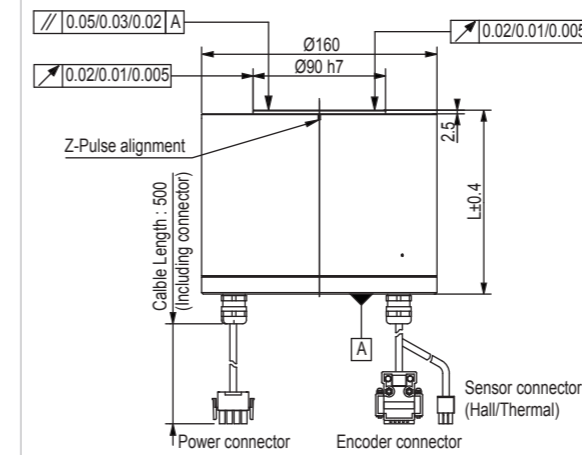 // 0.05/0.03/0.02 A
0.02/0.01/0.005
Ø160
Ø90 h7
0.02/0.01/0.005
Z-Pulse alignment
2.5
L±0.4
Calble Length : 500
(Including connector)
A
Sensor connector
(Hall/Thermal)
Power connector
Encoder connector